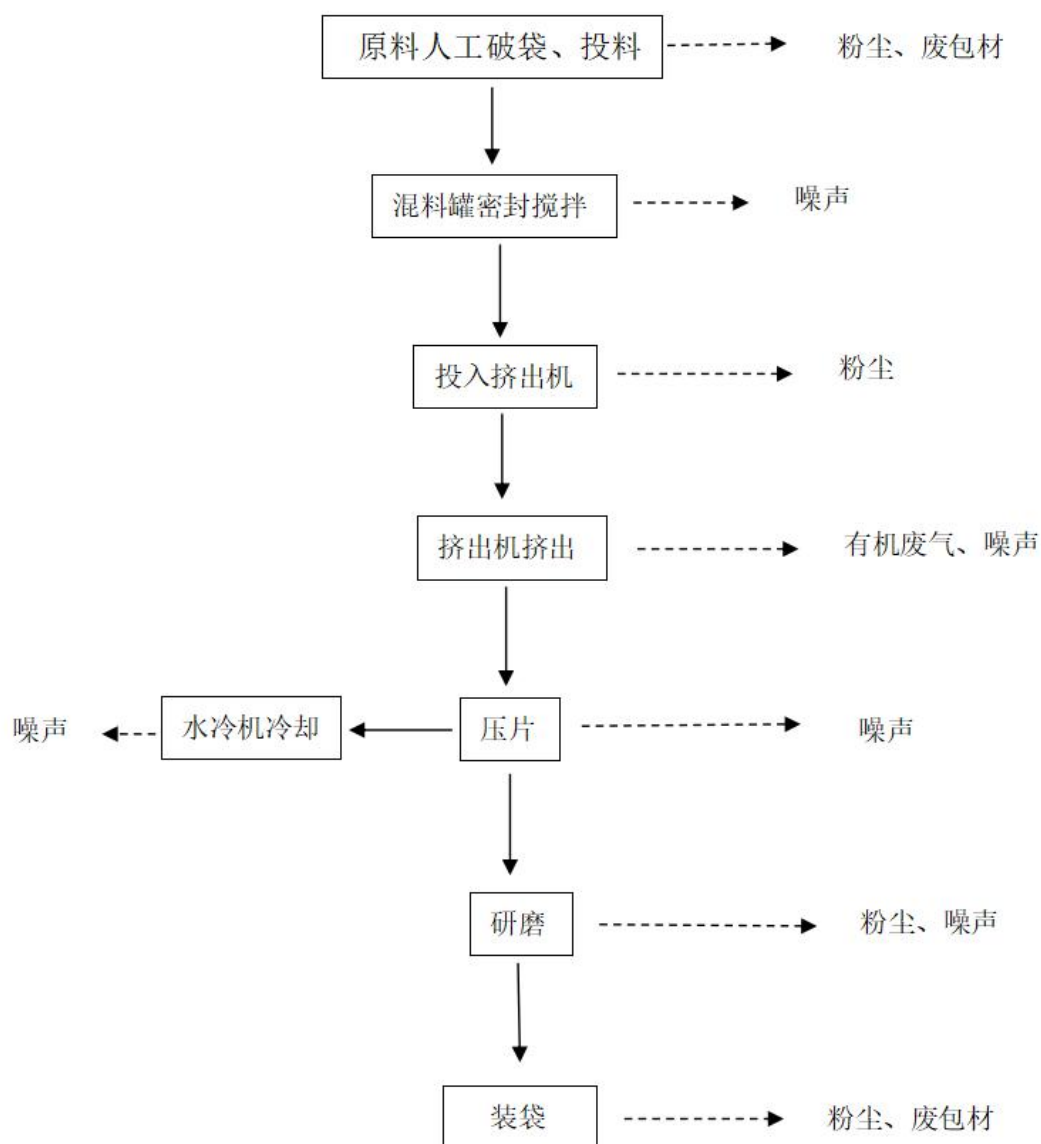 原料人工破袋、投料
粉尘、废包材
混料罐密封搅拌
噪声
投入挤出机
粉尘
挤出机挤出
有机废气、噪声
噪声
水冷机冷却
压片
噪声
研磨
粉尘、噪声
装袋
粉尘、废包材